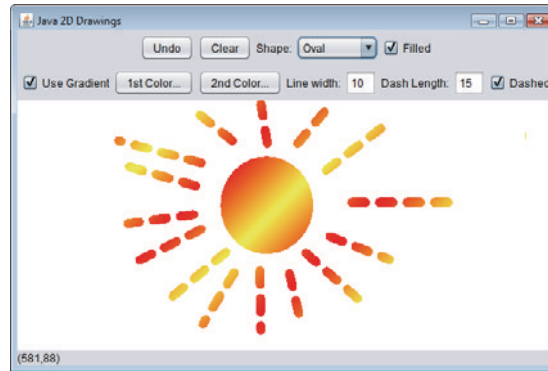 Java 2D Drawings
Undo Clear Shape: Oval Filled
Use Gradient 1st Color... 2nd Color... Line width: 10 Dash Length: 15 Dashed
(581,88)